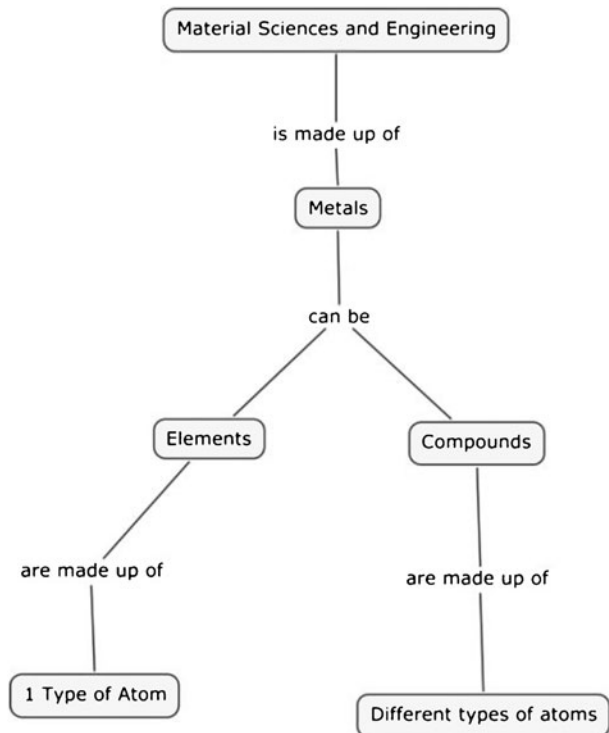 Material Sciences and Engineering
is made up of
Metals
can be
Elements
Compounds
are made up of
are made up of
1 Type of Atom
Different types of atoms